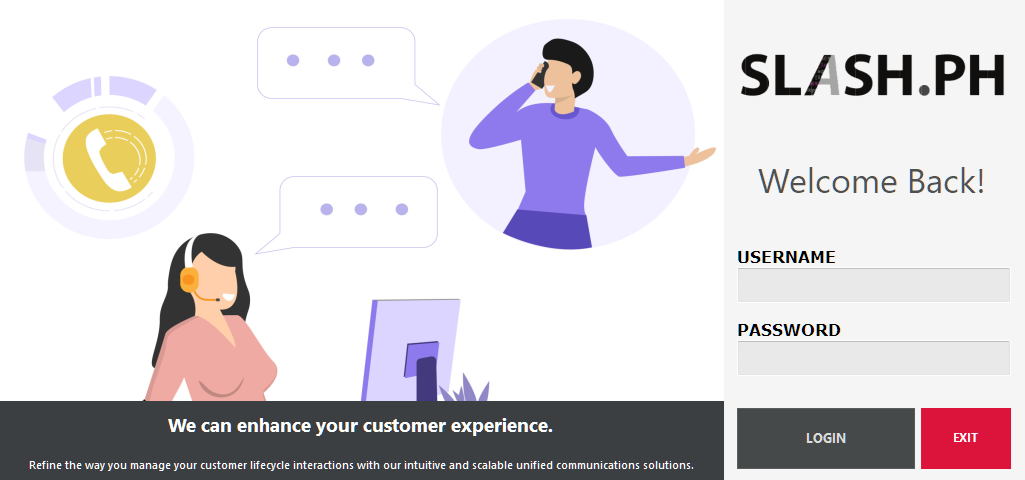 SLASH.PH
Welcome Back!
USERNAME
PASSWORD
LOGIN
EXIT
We can enhance your customer experience.
Refine the way you manage your customer lifecycle interactions with our intuitive and scalable unified communications solutions.